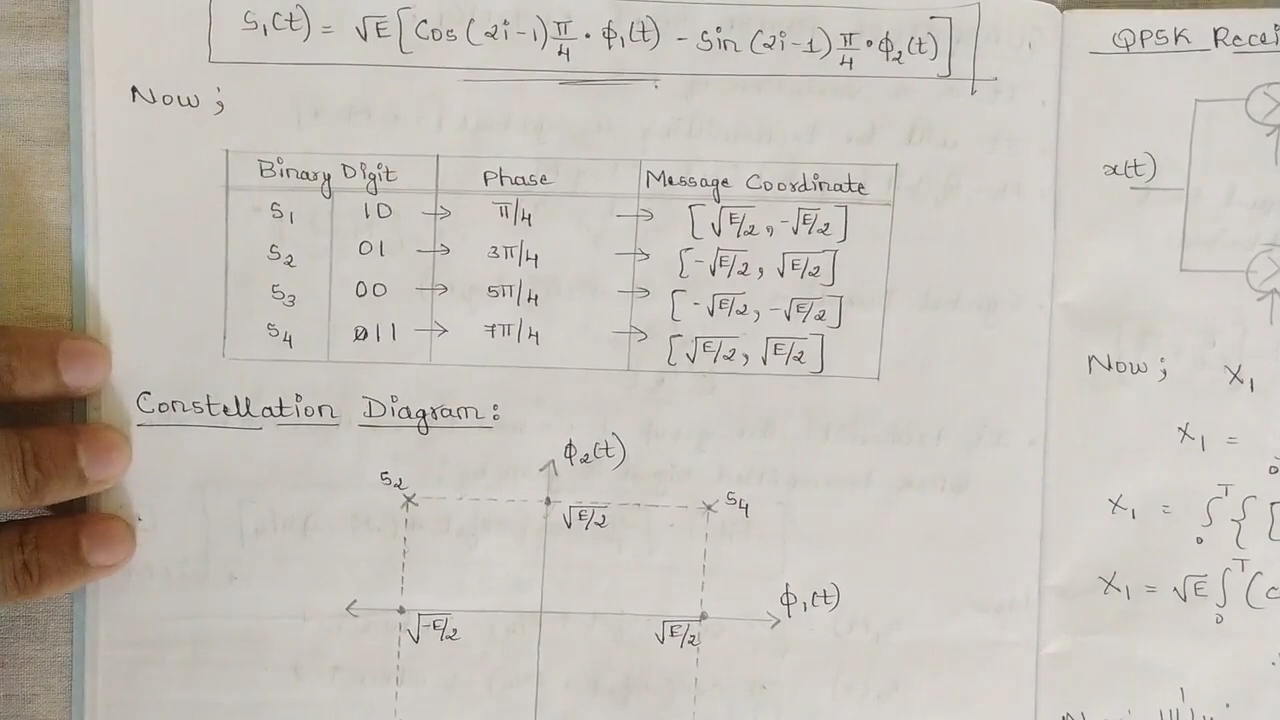 S₁(t) = √E [Cos (2i-1) π/4 · ϕ₁(t) - Sin (2i-1) π/4 · ϕ₂(t)]
Now ;
Binary Digit Phase Message Coordinate
S₁ 10 → π/4 → [√E/2, -√E/2]
S₂ 01 → 3π/4 → [-√E/2, √E/2]
S₃ 00 → 5π/4 → [-√E/2, -√E/2]
S₄ 11 → 7π/4 → [√E/2, √E/2]
Constellation Diagram :
ϕ₂(t)
S₂ S₄
√E/2
ϕ₁(t)
√-E/2 √E/2
QPSK
x(t)
Now ; X₁
X₁ =
X₁ = ∫₀ᵀ { [
X₁ = √E ∫₀ᵀ (